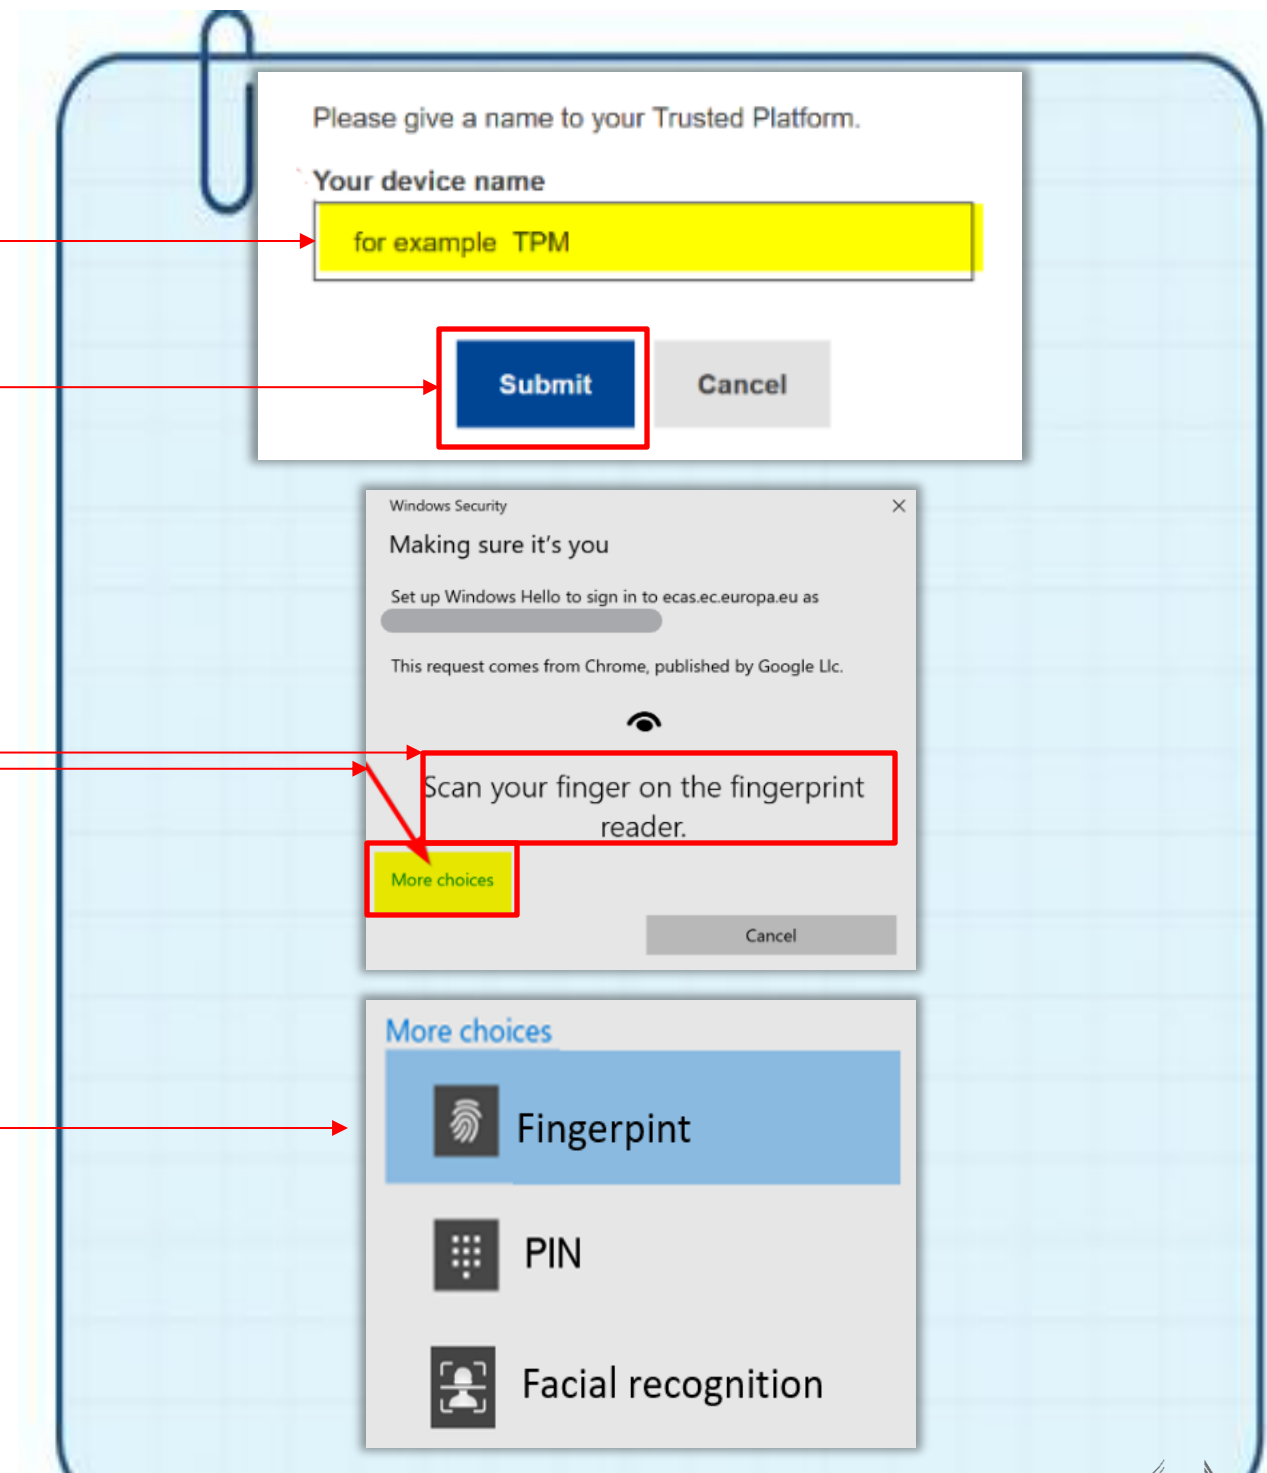 Please give a name to your Trusted Platform.
Your device name
for example TPM
Submit Cancel
Windows Security
Making sure it's you
Set up Windows Hello to sign in to ecas.ec.europa.eu as
This request comes from Chrome, published by Google Llc.
Scan your finger on the fingerprint
reader.
More choices
Cancel
More choices
Fingerpint
PIN
Facial recognition